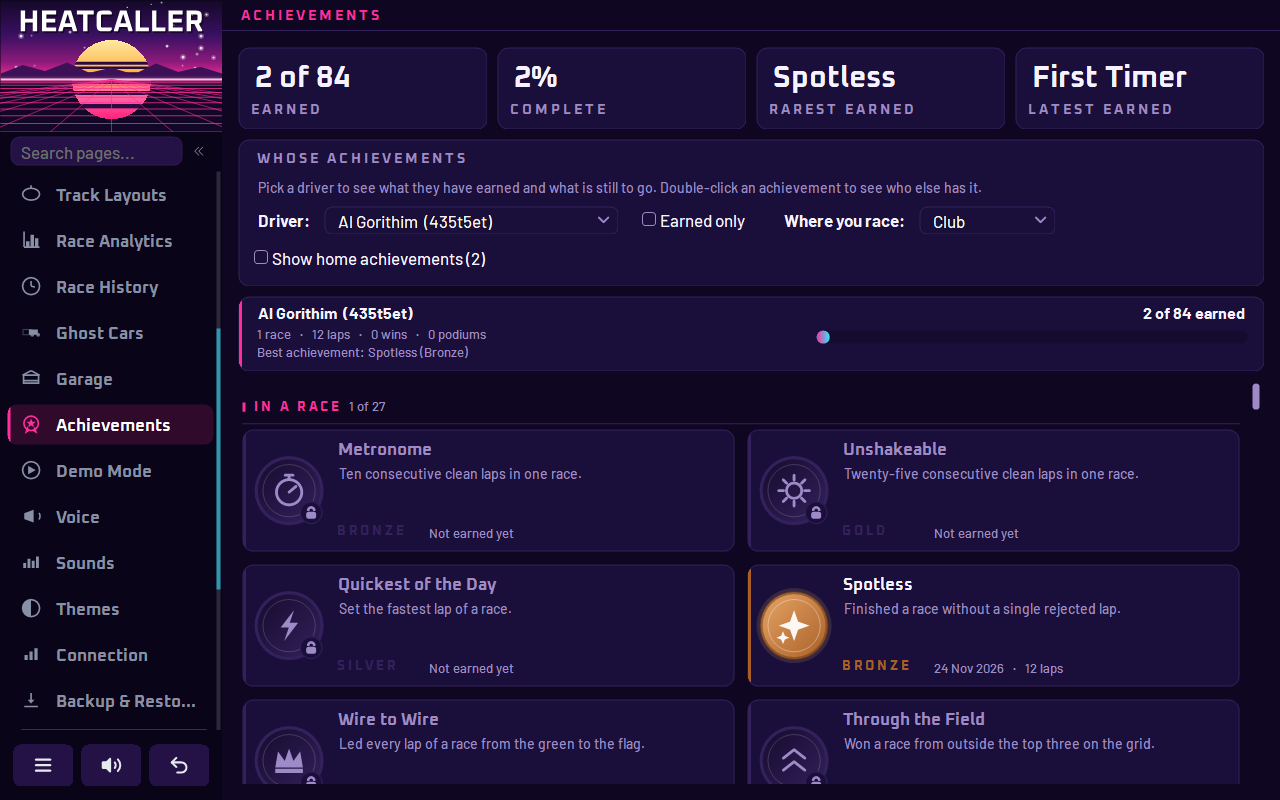 HEATCALLER
Search pages...
«
Track Layouts
Race Analytics
Race History
Ghost Cars
Garage
Achievements
Demo Mode
Voice
Sounds
Themes
Connection
Backup & Resto...
ACHIEVEMENTS
2 of 84
EARNED
2%
COMPLETE
Spotless
RAREST EARNED
First Timer
LATEST EARNED
WHOSE ACHIEVEMENTS
Pick a driver to see what they have earned and what is still to go. Double-click an achievement to see who else has it.
Driver: Al Gorithim (435t5et) Earned only Where you race: Club
Show home achievements (2)
Al Gorithim (435t5et) 2 of 84 earned
1 race · 12 laps · 0 wins · 0 podiums
Best achievement: Spotless (Bronze)
IN A RACE 1 of 27
Metronome
Ten consecutive clean laps in one race.
BRONZE Not earned yet
Unshakeable
Twenty-five consecutive clean laps in one race.
GOLD Not earned yet
Quickest of the Day
Set the fastest lap of a race.
SILVER Not earned yet
Spotless
Finished a race without a single rejected lap.
BRONZE 24 Nov 2026 · 12 laps
Wire to Wire
Led every lap of a race from the green to the flag.
Through the Field
Won a race from outside the top three on the grid.